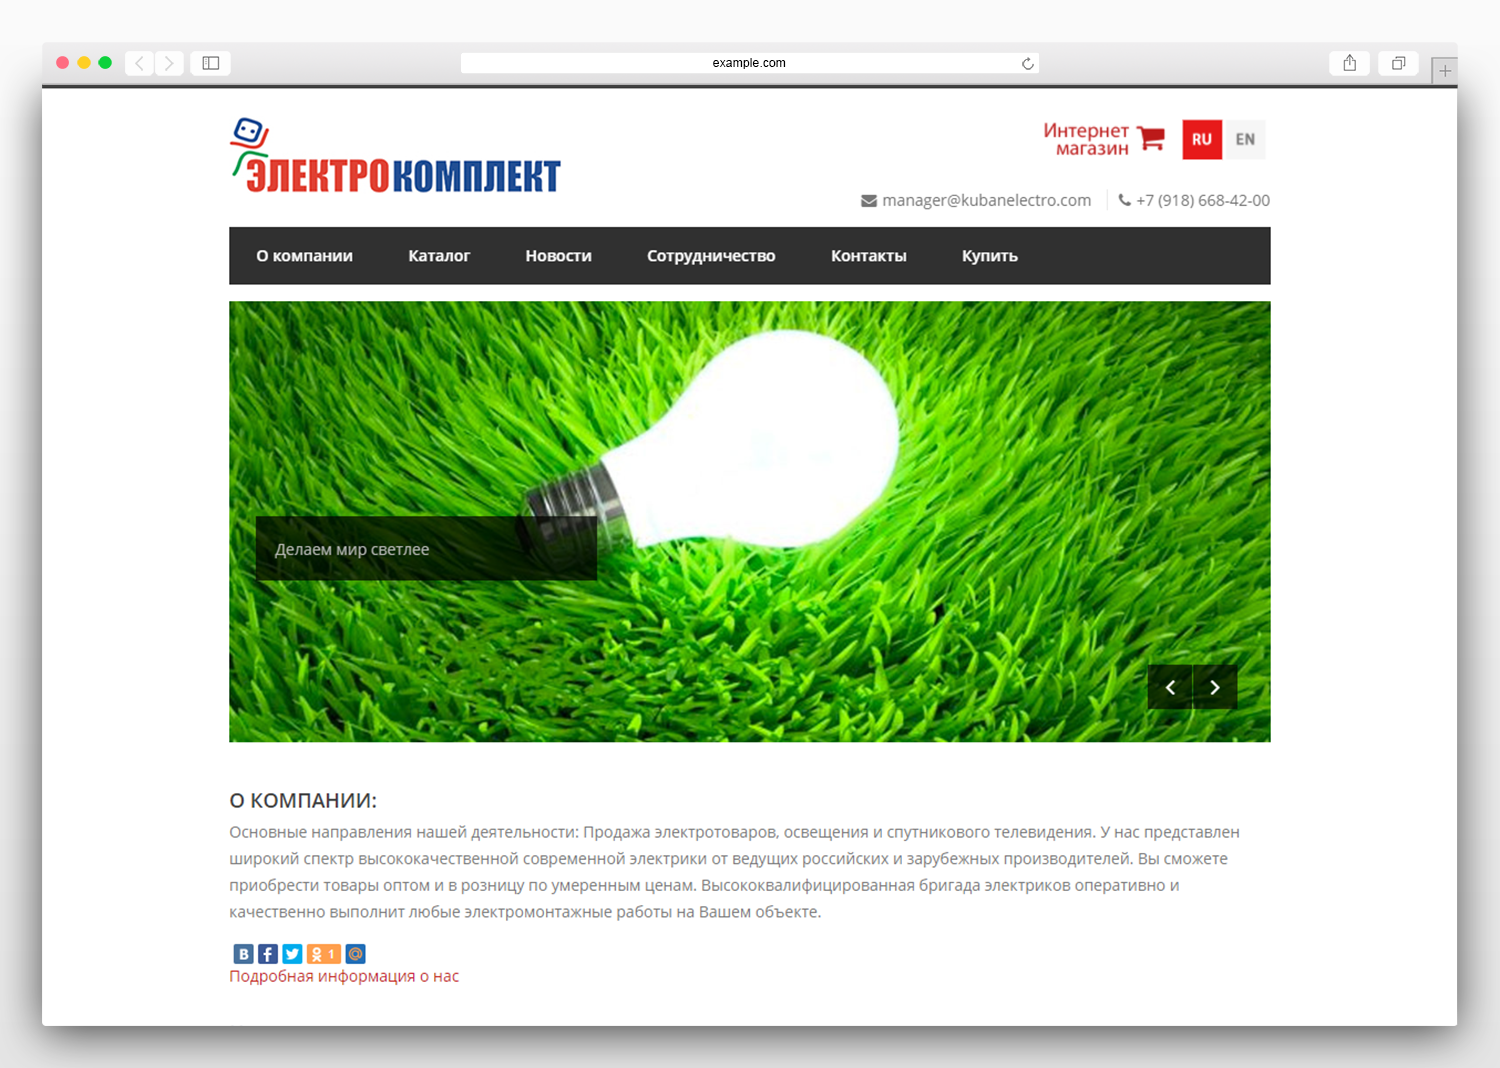 example.com
ЭЛЕКТРОКОМПЛЕКТ
Интернет
магазин
RU EN
manager@kubanelectro.com
+7 (918) 668-42-00
О компании Каталог Новости Сотрудничество Контакты Купить
Делаем мир светлее
О КОМПАНИИ:
Основные направления нашей деятельности: Продажа электротоваров, освещения и спутникового телевидения. У нас представлен
широкий спектр высококачественной современной электрики от ведущих российских и зарубежных производителей. Вы сможете
приобрести товары оптом и в розницу по умеренным ценам. Высококвалифицированная бригада электриков оперативно и
качественно выполнит любые электромонтажные работы на Вашем объекте.
1
Подробная информация о нас